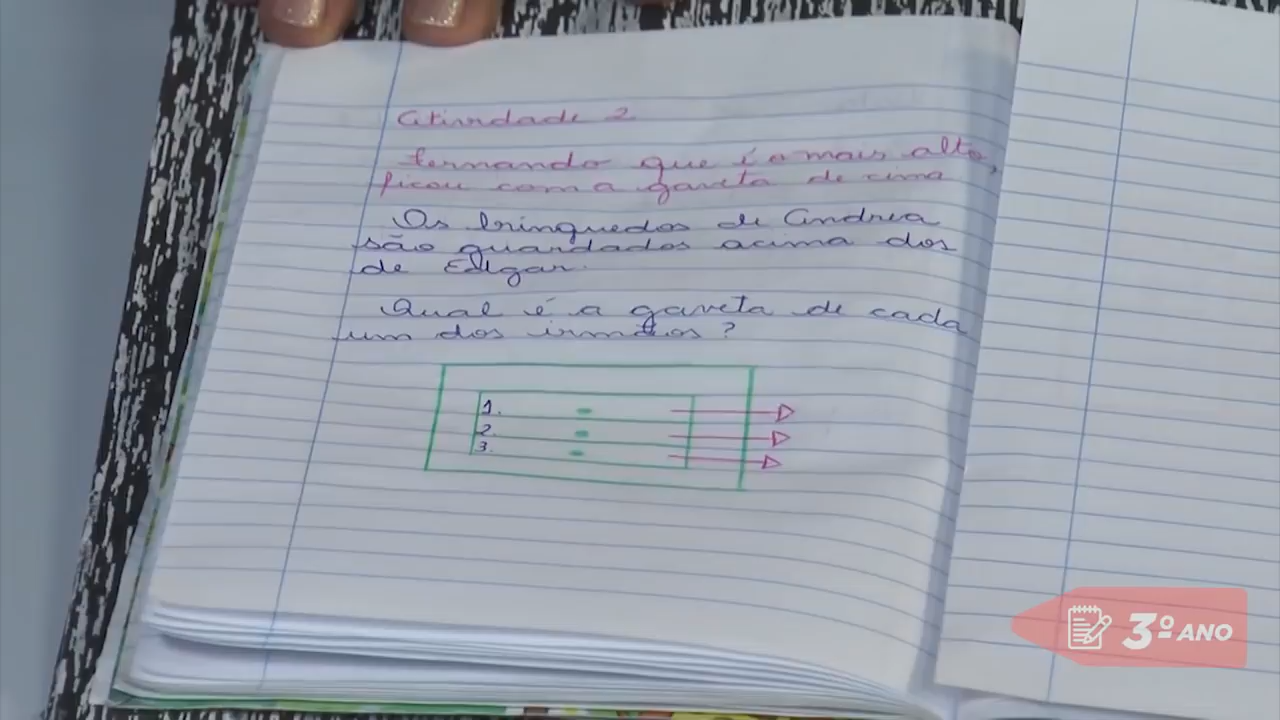 Atividade 2
Fernando que é o mais alto,
ficou com a gaveta de cima
Os brinquedos de Andrea
são guardados acima dos
de Edgar.
Qual é a gaveta de cada
um dos irmãos?
1.
2.
3.
3º ANO